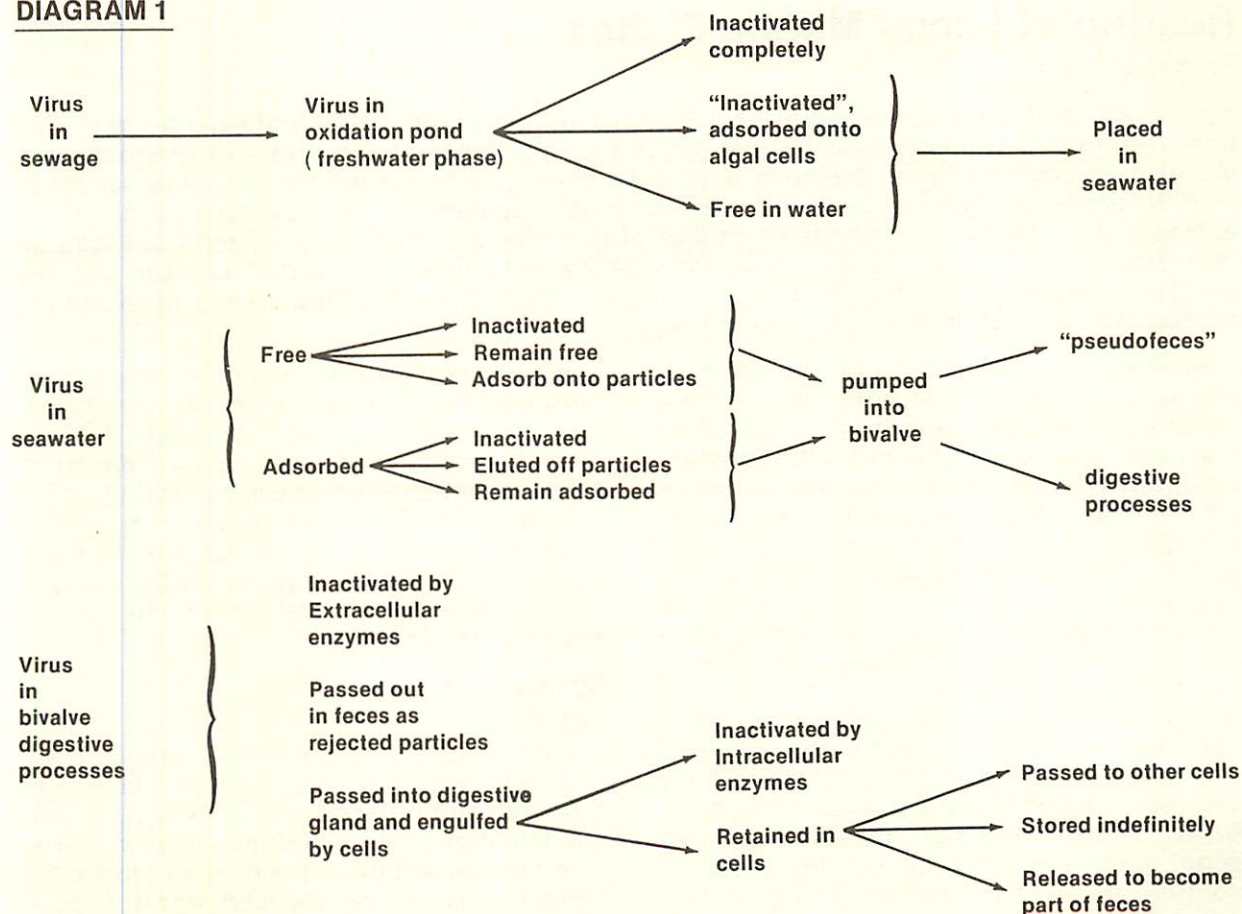 DIAGRAM 1
Virus
in
sewage
Virus in
oxidation pond
( freshwater phase)
Inactivated
completely
“Inactivated”,
adsorbed onto
algal cells
Free in water
Placed
in
seawater
Virus
in
seawater
Free
Inactivated
Remain free
Adsorb onto particles
Adsorbed
Inactivated
Eluted off particles
Remain adsorbed
pumped
into
bivalve
“pseudofeces”
digestive
processes
Virus
in
bivalve
digestive
processes
Inactivated by
Extracellular
enzymes
Passed out
in feces as
rejected particles
Passed into digestive
gland and engulfed
by cells
Inactivated by
Intracellular
enzymes
Retained in
cells
Passed to other cells
Stored indefinitely
Released to become
part of feces